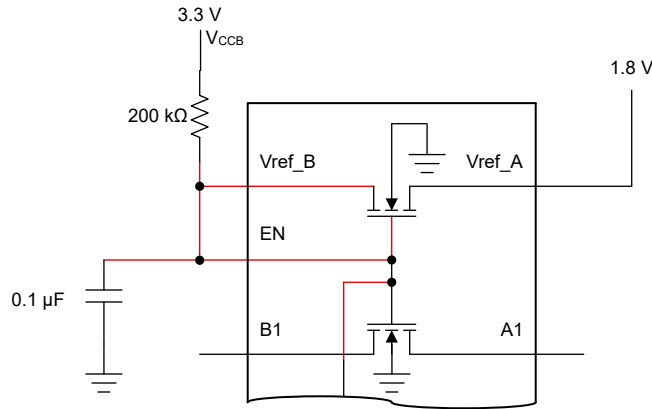 3.3 V
VCCB
1.8 V
200 kΩ
Vref_B
Vref_A
EN
0.1 µF
B1
A1